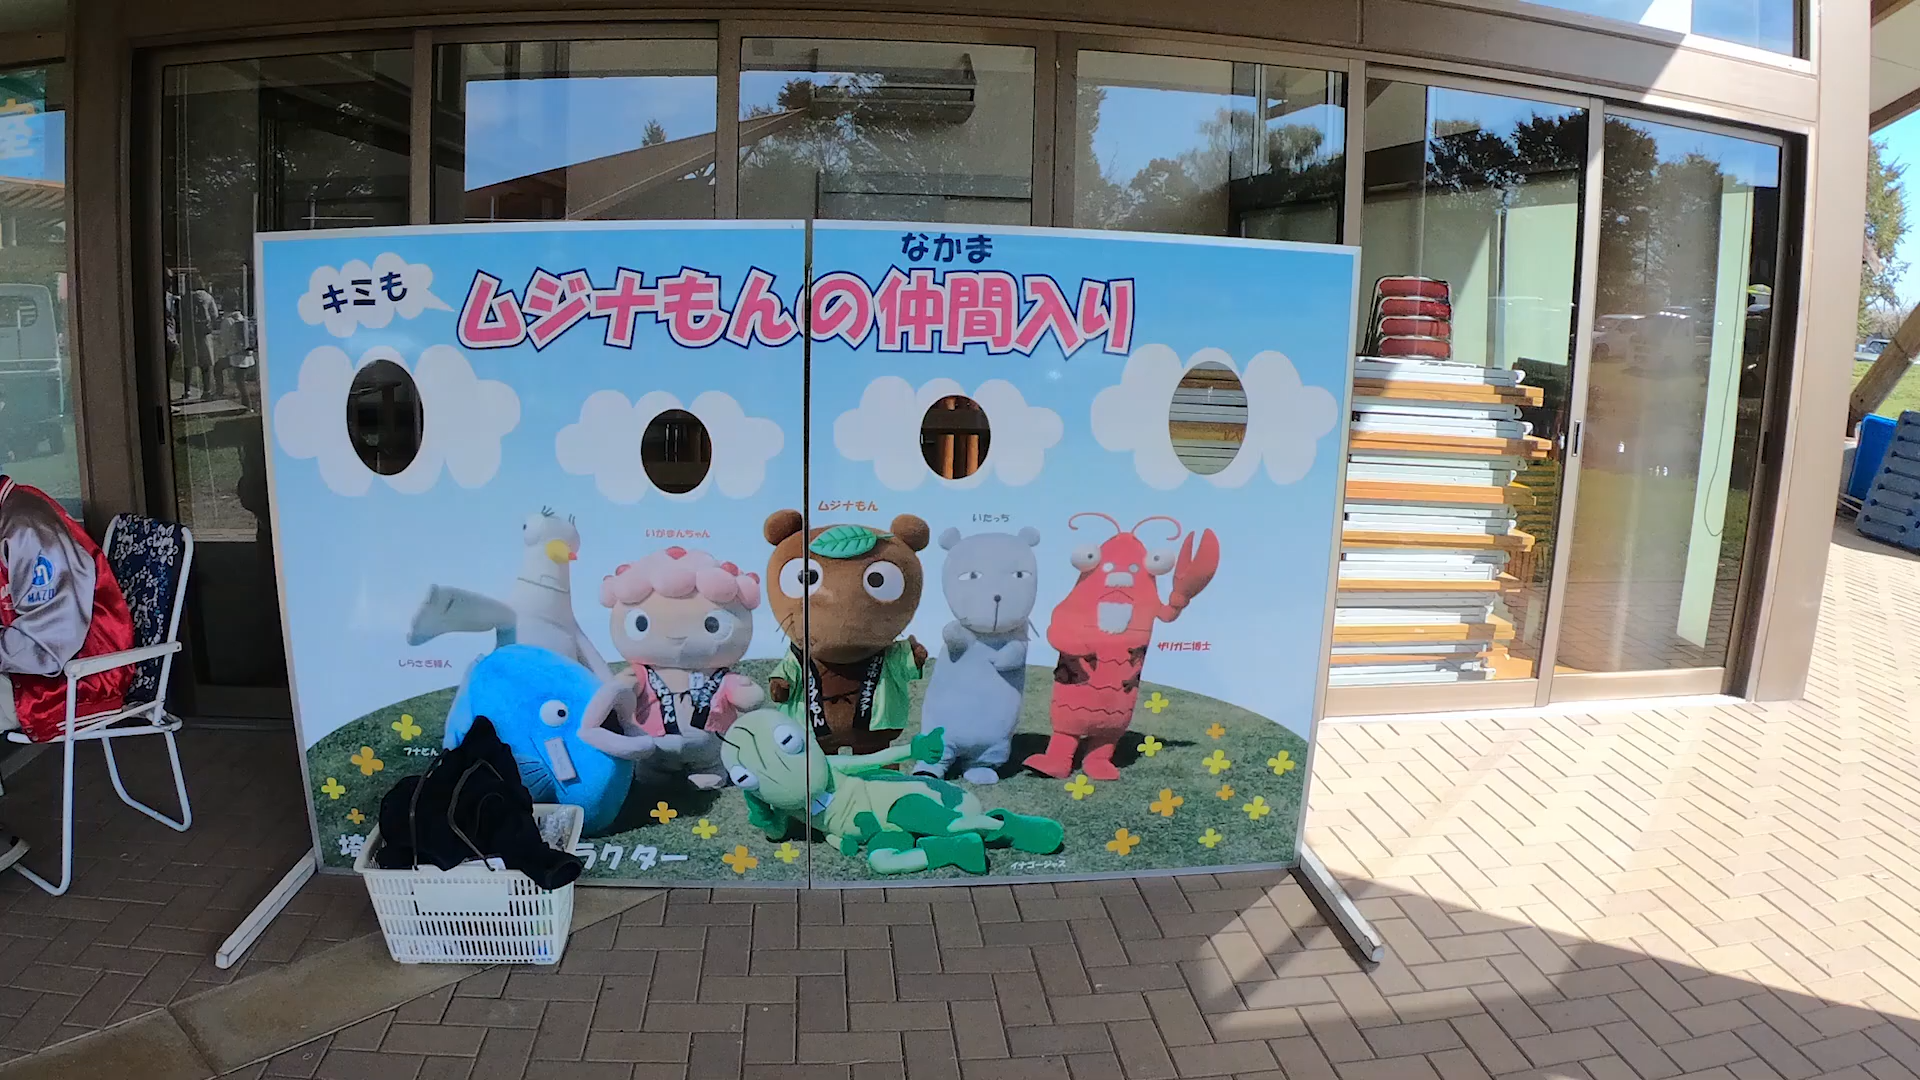 キミも
なかま
ムジナもんの仲間入り
ムジナもん
いがまんちゃん
いたっち
ザリガニ博士
しらさぎ婦人
フナどん
イナゴージャス
ラクター
MAZD